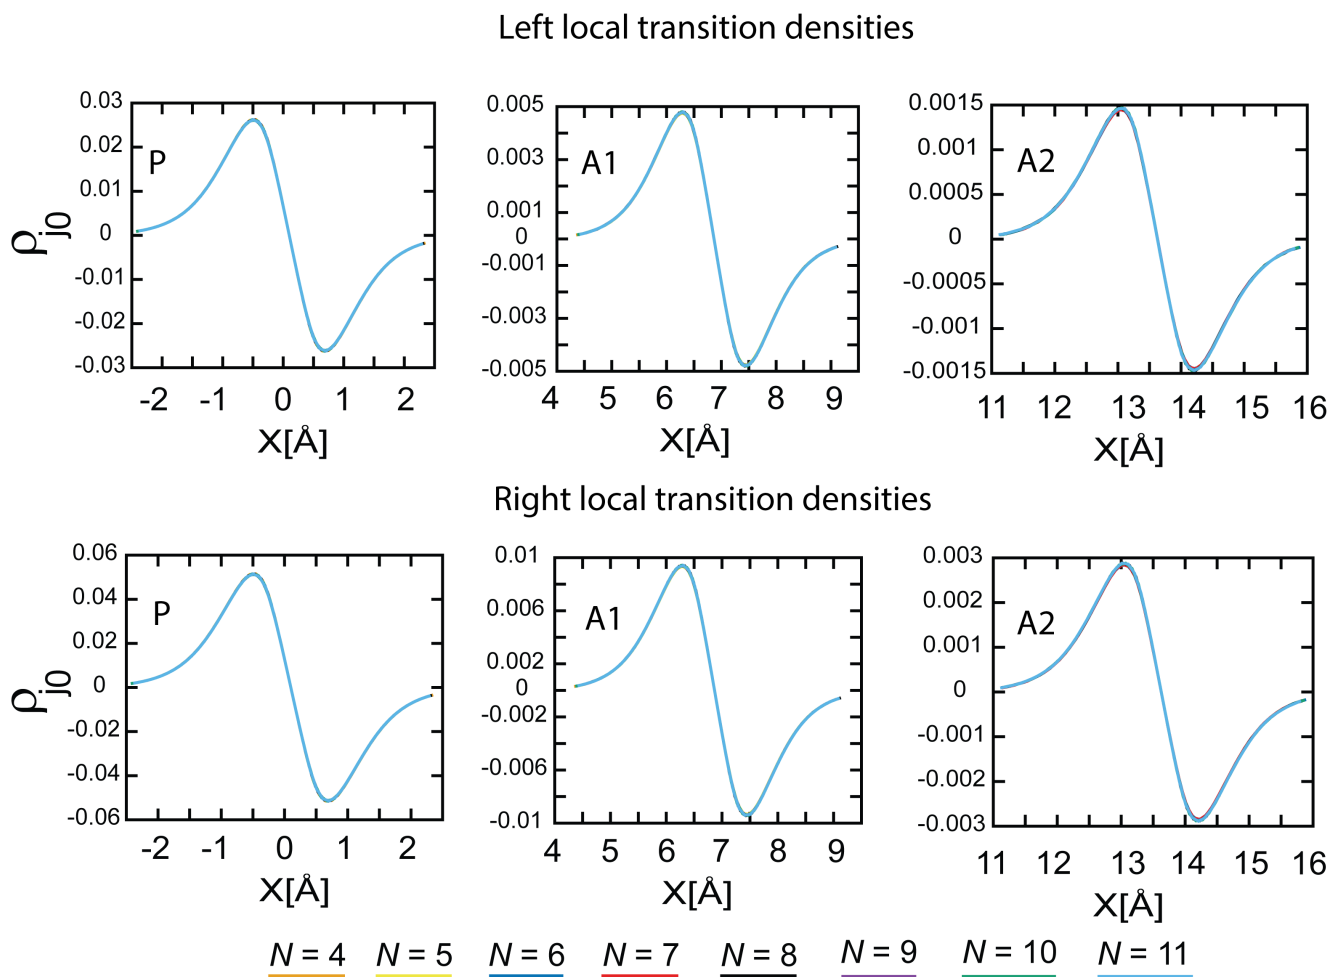 Left local transition densities
0.03
0.02
0.01
0
-0.01
-0.02
-0.03
P
ρj0
-2 -1 0 1 2
X[Å]
0.005
0.003
0.001
0
-0.001
-0.003
-0.005
A1
4 5 6 7 8 9
X[Å]
0.0015
0.001
0.0005
0
-0.0005
-0.001
-0.0015
A2
11 12 13 14 15 16
X[Å]
Right local transition densities
0.06
0.04
0.02
0
-0.02
-0.04
-0.06
P
ρj0
-2 -1 0 1 2
X[Å]
0.01
0.006
0.002
0
-0.002
-0.006
-0.01
A1
4 5 6 7 8 9
X[Å]
0.003
0.002
0.001
0
-0.001
-0.002
-0.003
A2
11 12 13 14 15 16
X[Å]
N = 4 N = 5 N = 6 N = 7 N = 8 N = 9 N = 10 N = 11